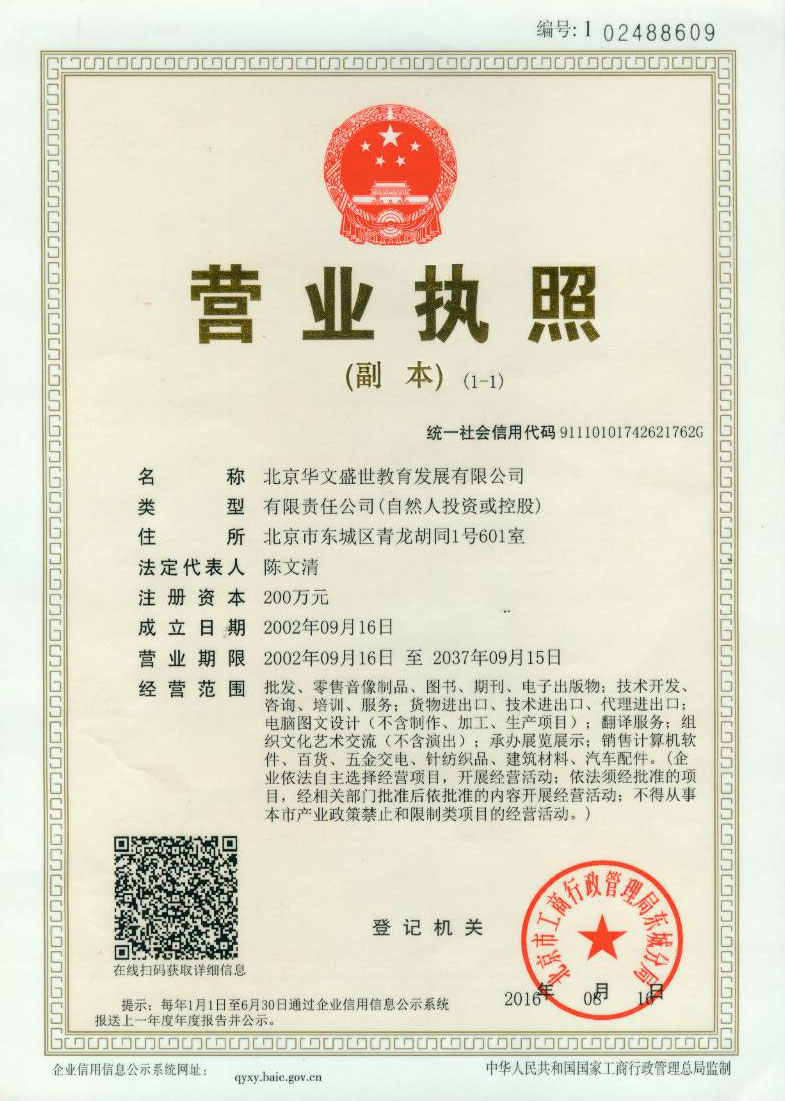 编号: 1 02488609
营业执照
(副 本) (1-1)
统一社会信用代码 91110101742621762G
名 称 北京华文盛世教育发展有限公司
类 型 有限责任公司(自然人投资或控股)
住 所 北京市东城区青龙胡同1号601室
法定代表人 陈文清
注册资本 200万元
成立日期 2002年09月16日
营业期限 2002年09月16日 至 2037年09月15日
经营范围 批发、零售音像制品、图书、期刊、电子出版物；技术开发、
咨询、培训、服务；货物进出口、技术进出口、代理进出口；
电脑图文设计（不含制作、加工、生产项目）；翻译服务；组
织文化艺术交流（不含演出）；承办展览展示；销售计算机软
件、百货、五金交电、针纺织品、建筑材料、汽车配件。（企
业依法自主选择经营项目，开展经营活动；依法须经批准的项
目，经相关部门批准后依批准的内容开展经营活动；不得从事
本市产业政策禁止和限制类项目的经营活动。）
在线扫码获取详细信息
登记机关
北京市工商行政管理局东城分局
2016年 08月 16日
提示：每年1月1日至6月30日通过企业信用信息公示系统
报送上一年度年度报告并公示。
企业信用信息公示系统网址： qyxy.baic.gov.cn
中华人民共和国国家工商行政管理总局监制